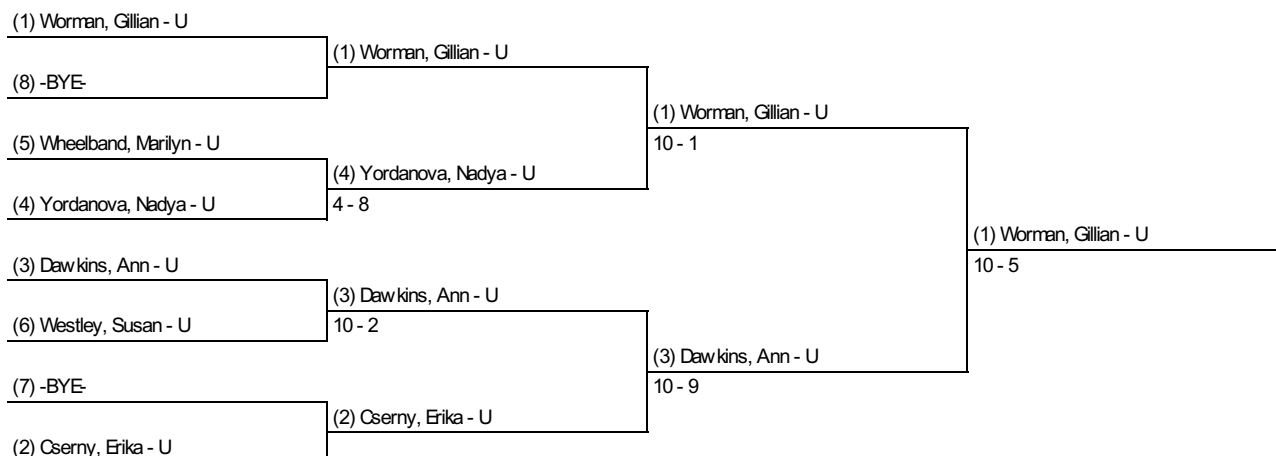 (1) Worman, Gillian - U
(1) Worman, Gillian - U
(8) -BYE-
(1) Worman, Gillian - U
(5) Wheelband, Marilyn - U
10 - 1
(4) Yordanova, Nadya - U
(4) Yordanova, Nadya - U
4 - 8
(1) Worman, Gillian - U
(3) Dawkins, Ann - U
10 - 5
(3) Dawkins, Ann - U
(6) Westley, Susan - U
10 - 2
(3) Dawkins, Ann - U
(7) -BYE-
10 - 9
(2) Cserny, Erika - U
(2) Cserny, Erika - U